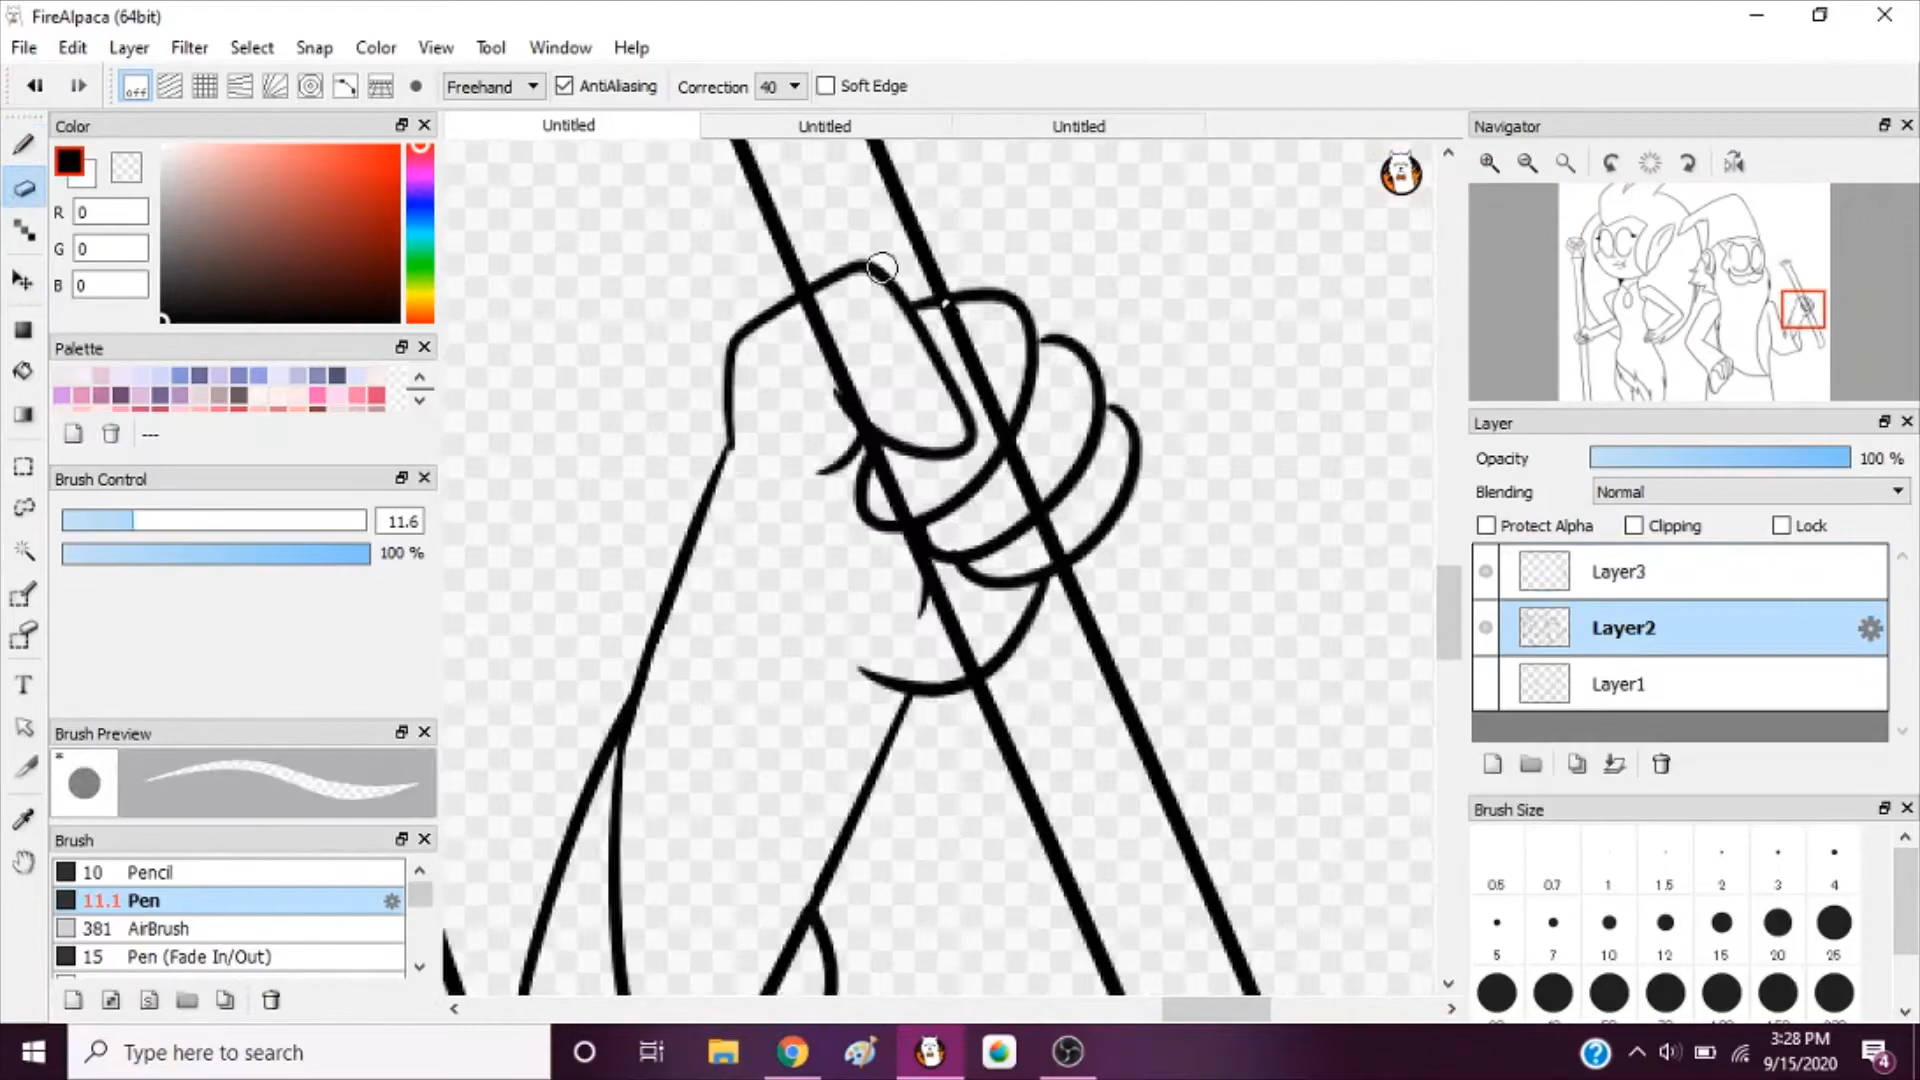 FireAlpaca (64bit)
File Edit Layer Filter Select Snap Color View Tool Window Help
off Freehand AntiAliasing Correction 40 Soft Edge
Color
Untitled Untitled Untitled
Navigator
R 0
G 0
B 0
Palette
---
Brush Control
11.6
100 %
Brush Preview
*
Brush
10 Pencil
11.1 Pen
381 AirBrush
15 Pen (Fade In/Out)
Layer
Opacity 100 %
Blending Normal
Protect Alpha Clipping Lock
Layer3
Layer2
Layer1
Brush Size
0.5 0.7 1 1.5 2 3 4
5 7 10 12 15 20 25
T
Type here to search
3:28 PM
9/15/2020
4